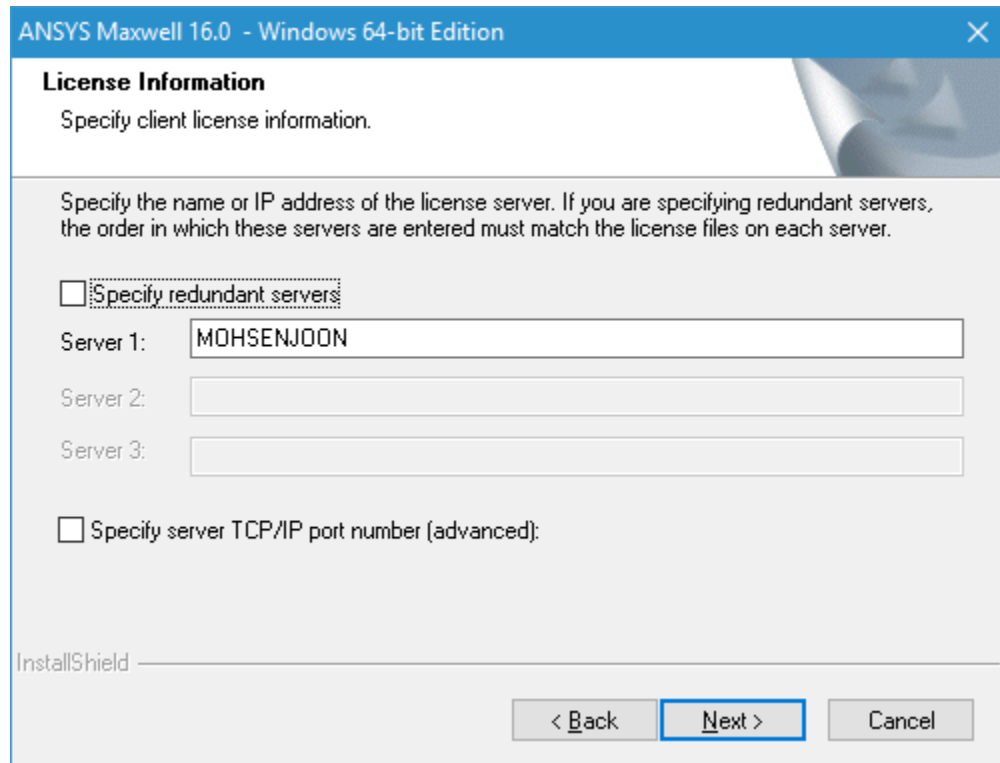 ANSYS Maxwell 16.0 - Windows 64-bit Edition
License Information
Specify client license information.
Specify the name or IP address of the license server. If you are specifying redundant servers,
the order in which these servers are entered must match the license files on each server.
Specify redundant servers
Server 1: MOHSENJOON
Server 2:
Server 3:
Specify server TCP/IP port number (advanced):
InstallShield
< Back Next > Cancel